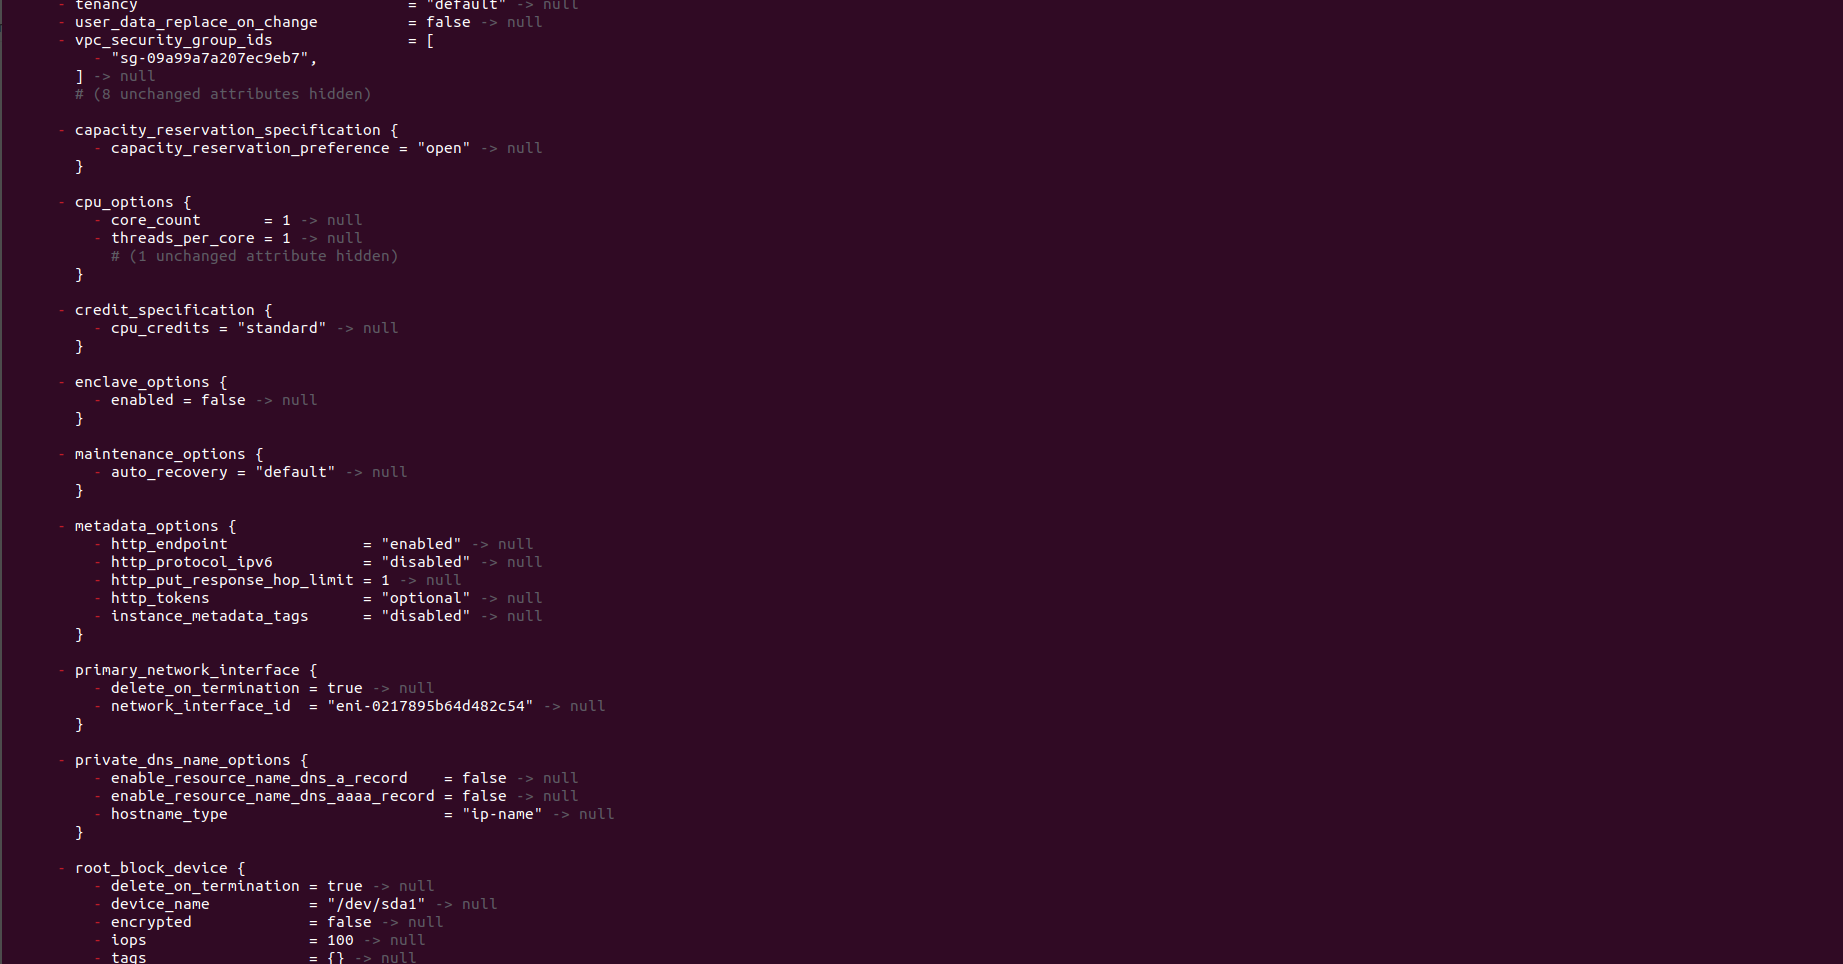 - tenancy                              = "default" -> null
- user_data_replace_on_change          = false -> null
- vpc_security_group_ids               = [
    - "sg-09a99a7a207ec9eb7",
  ] -> null
  # (8 unchanged attributes hidden)

- capacity_reservation_specification {
    - capacity_reservation_preference = "open" -> null
  }

- cpu_options {
    - core_count       = 1 -> null
    - threads_per_core = 1 -> null
      # (1 unchanged attribute hidden)
  }

- credit_specification {
    - cpu_credits = "standard" -> null
  }

- enclave_options {
    - enabled = false -> null
  }

- maintenance_options {
    - auto_recovery = "default" -> null
  }

- metadata_options {
    - http_endpoint               = "enabled" -> null
    - http_protocol_ipv6          = "disabled" -> null
    - http_put_response_hop_limit = 1 -> null
    - http_tokens                 = "optional" -> null
    - instance_metadata_tags      = "disabled" -> null
  }

- primary_network_interface {
    - delete_on_termination = true -> null
    - network_interface_id  = "eni-0217895b64d482c54" -> null
  }

- private_dns_name_options {
    - enable_resource_name_dns_a_record    = false -> null
    - enable_resource_name_dns_aaaa_record = false -> null
    - hostname_type                        = "ip-name" -> null
  }

- root_block_device {
    - delete_on_termination = true -> null
    - device_name           = "/dev/sda1" -> null
    - encrypted             = false -> null
    - iops                  = 100 -> null
    - tags                  = {} -> null